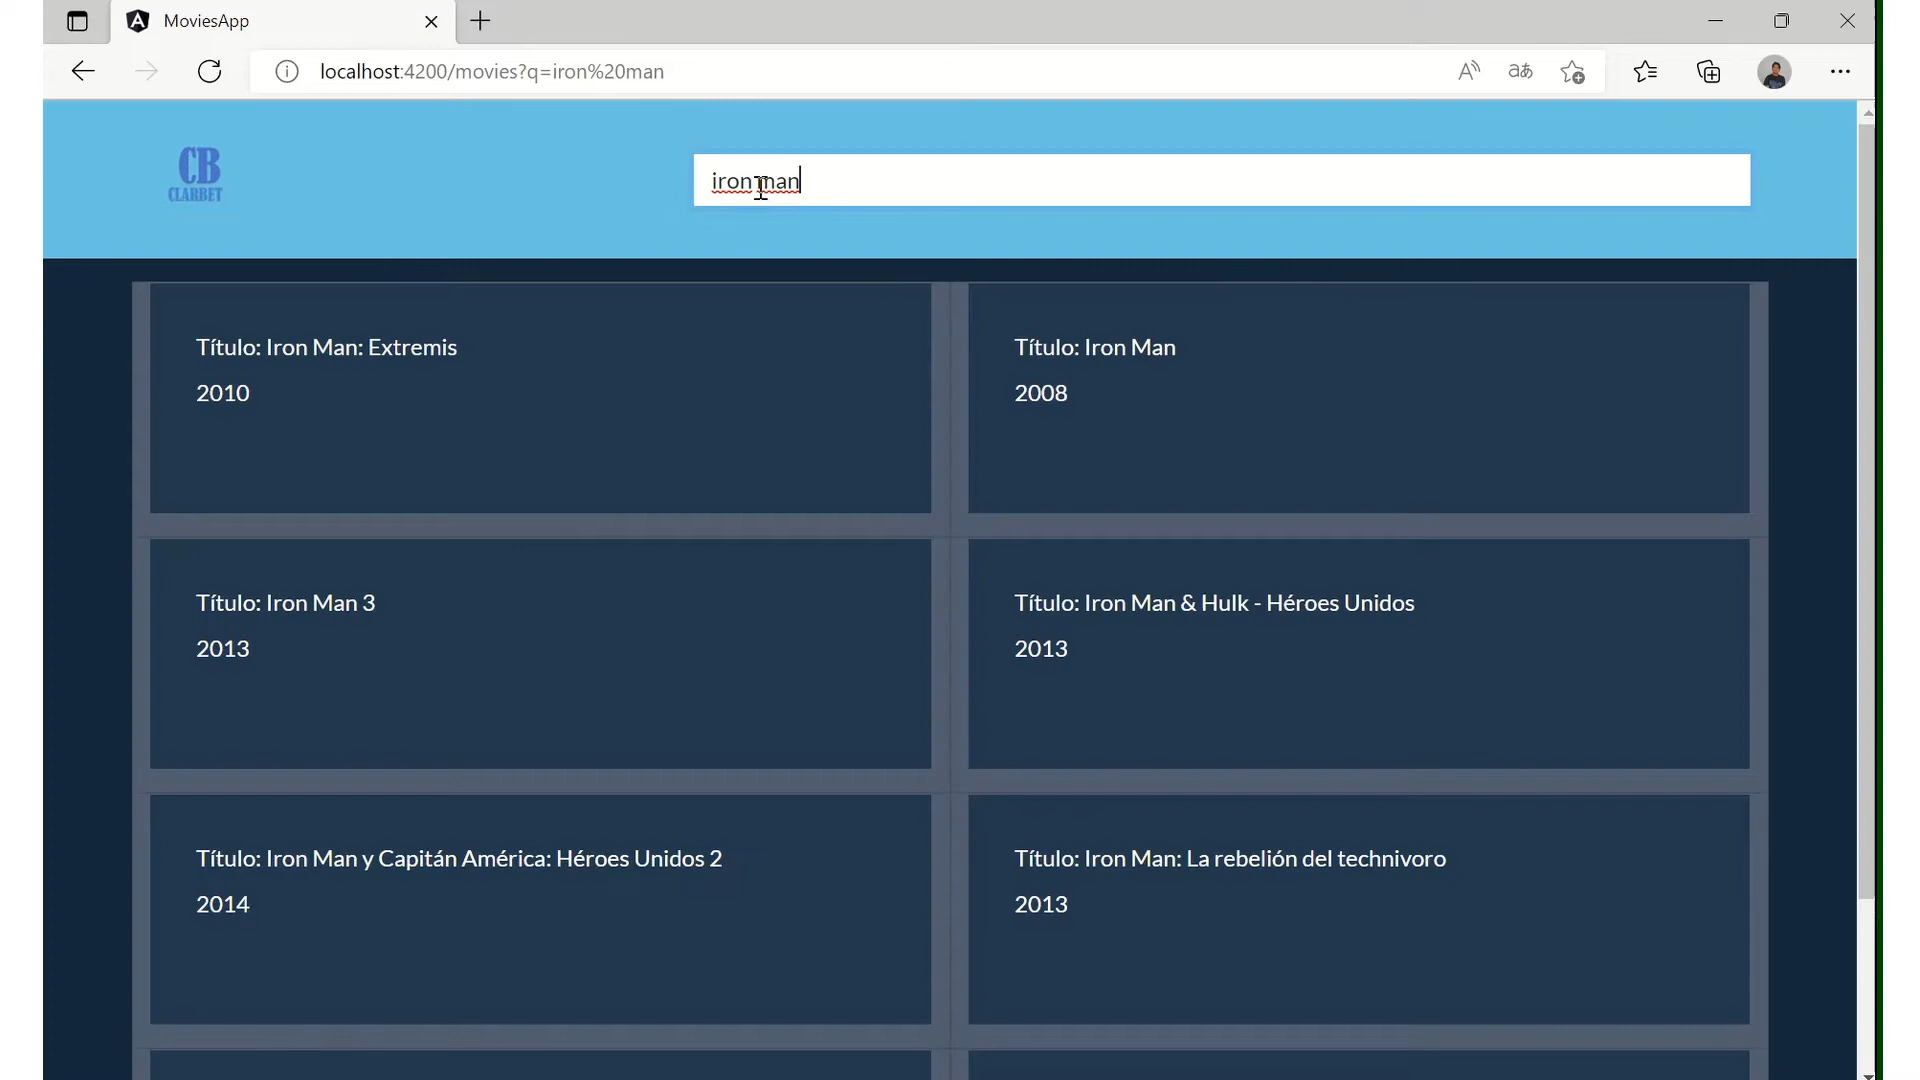 MoviesApp
localhost:4200/movies?q=iron%20man
CB
CLARBET
iron man
Título: Iron Man: Extremis
2010
Título: Iron Man
2008
Título: Iron Man 3
2013
Título: Iron Man & Hulk - Héroes Unidos
2013
Título: Iron Man y Capitán América: Héroes Unidos 2
2014
Título: Iron Man: La rebelión del technivoro
2013